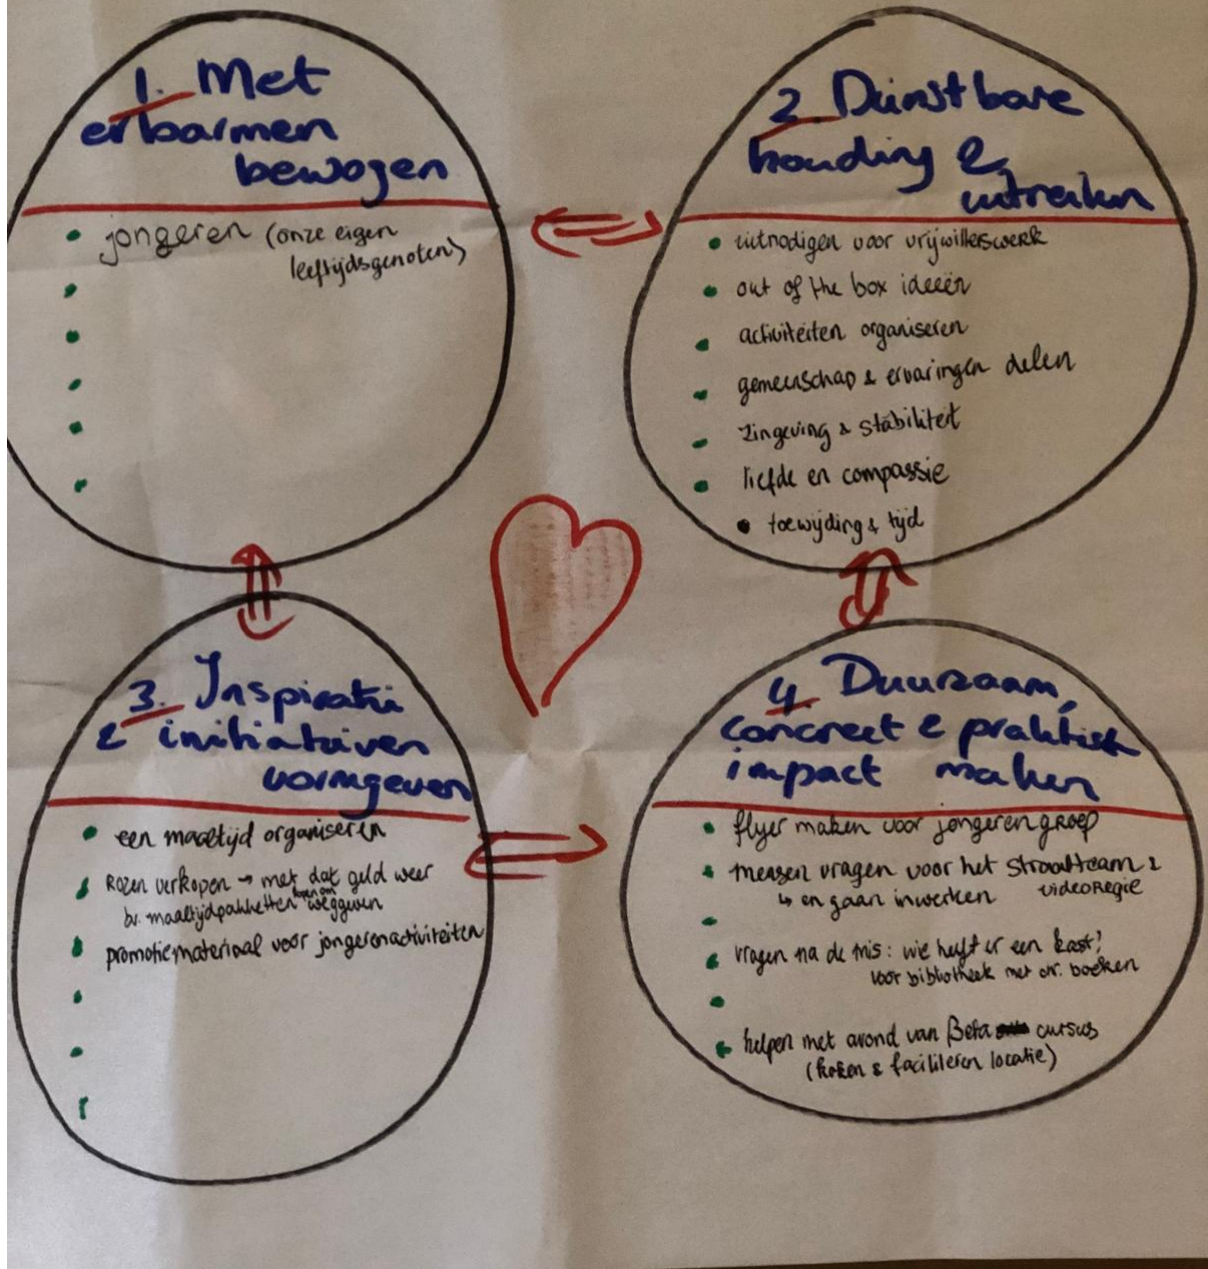 1. Met
erbarmen
bewogen
jongeren (onze eigen
leeftijdsgenoten)
2. Dienstbare
houding &
uitreiken
uitnodigen voor vrijwilligerswerk
out of the box ideeën
activiteiten organiseren
gemeenschap & ervaringen delen
zingeving & stabiliteit
liefde en compassie
toewijding & tijd
3. Inspiratie
& initiatieven
vormgeven
een maaltijd organiseren
Rozen verkopen → met dat geld weer
bv. maaltijdpakketten weggeven
promotiemateriaal voor jongerenactiviteiten
4. Duurzaam,
concreet & praktisch
impact maken
flyer maken voor jongerengroep
mensen vragen voor het straatteam &
↳ en gaan inwerken videoregie
vragen na de mis: wie heeft er een kast?
voor bibliotheek met chr. boeken
helpen met avond van Beta cursus
(koken & faciliteren locatie)